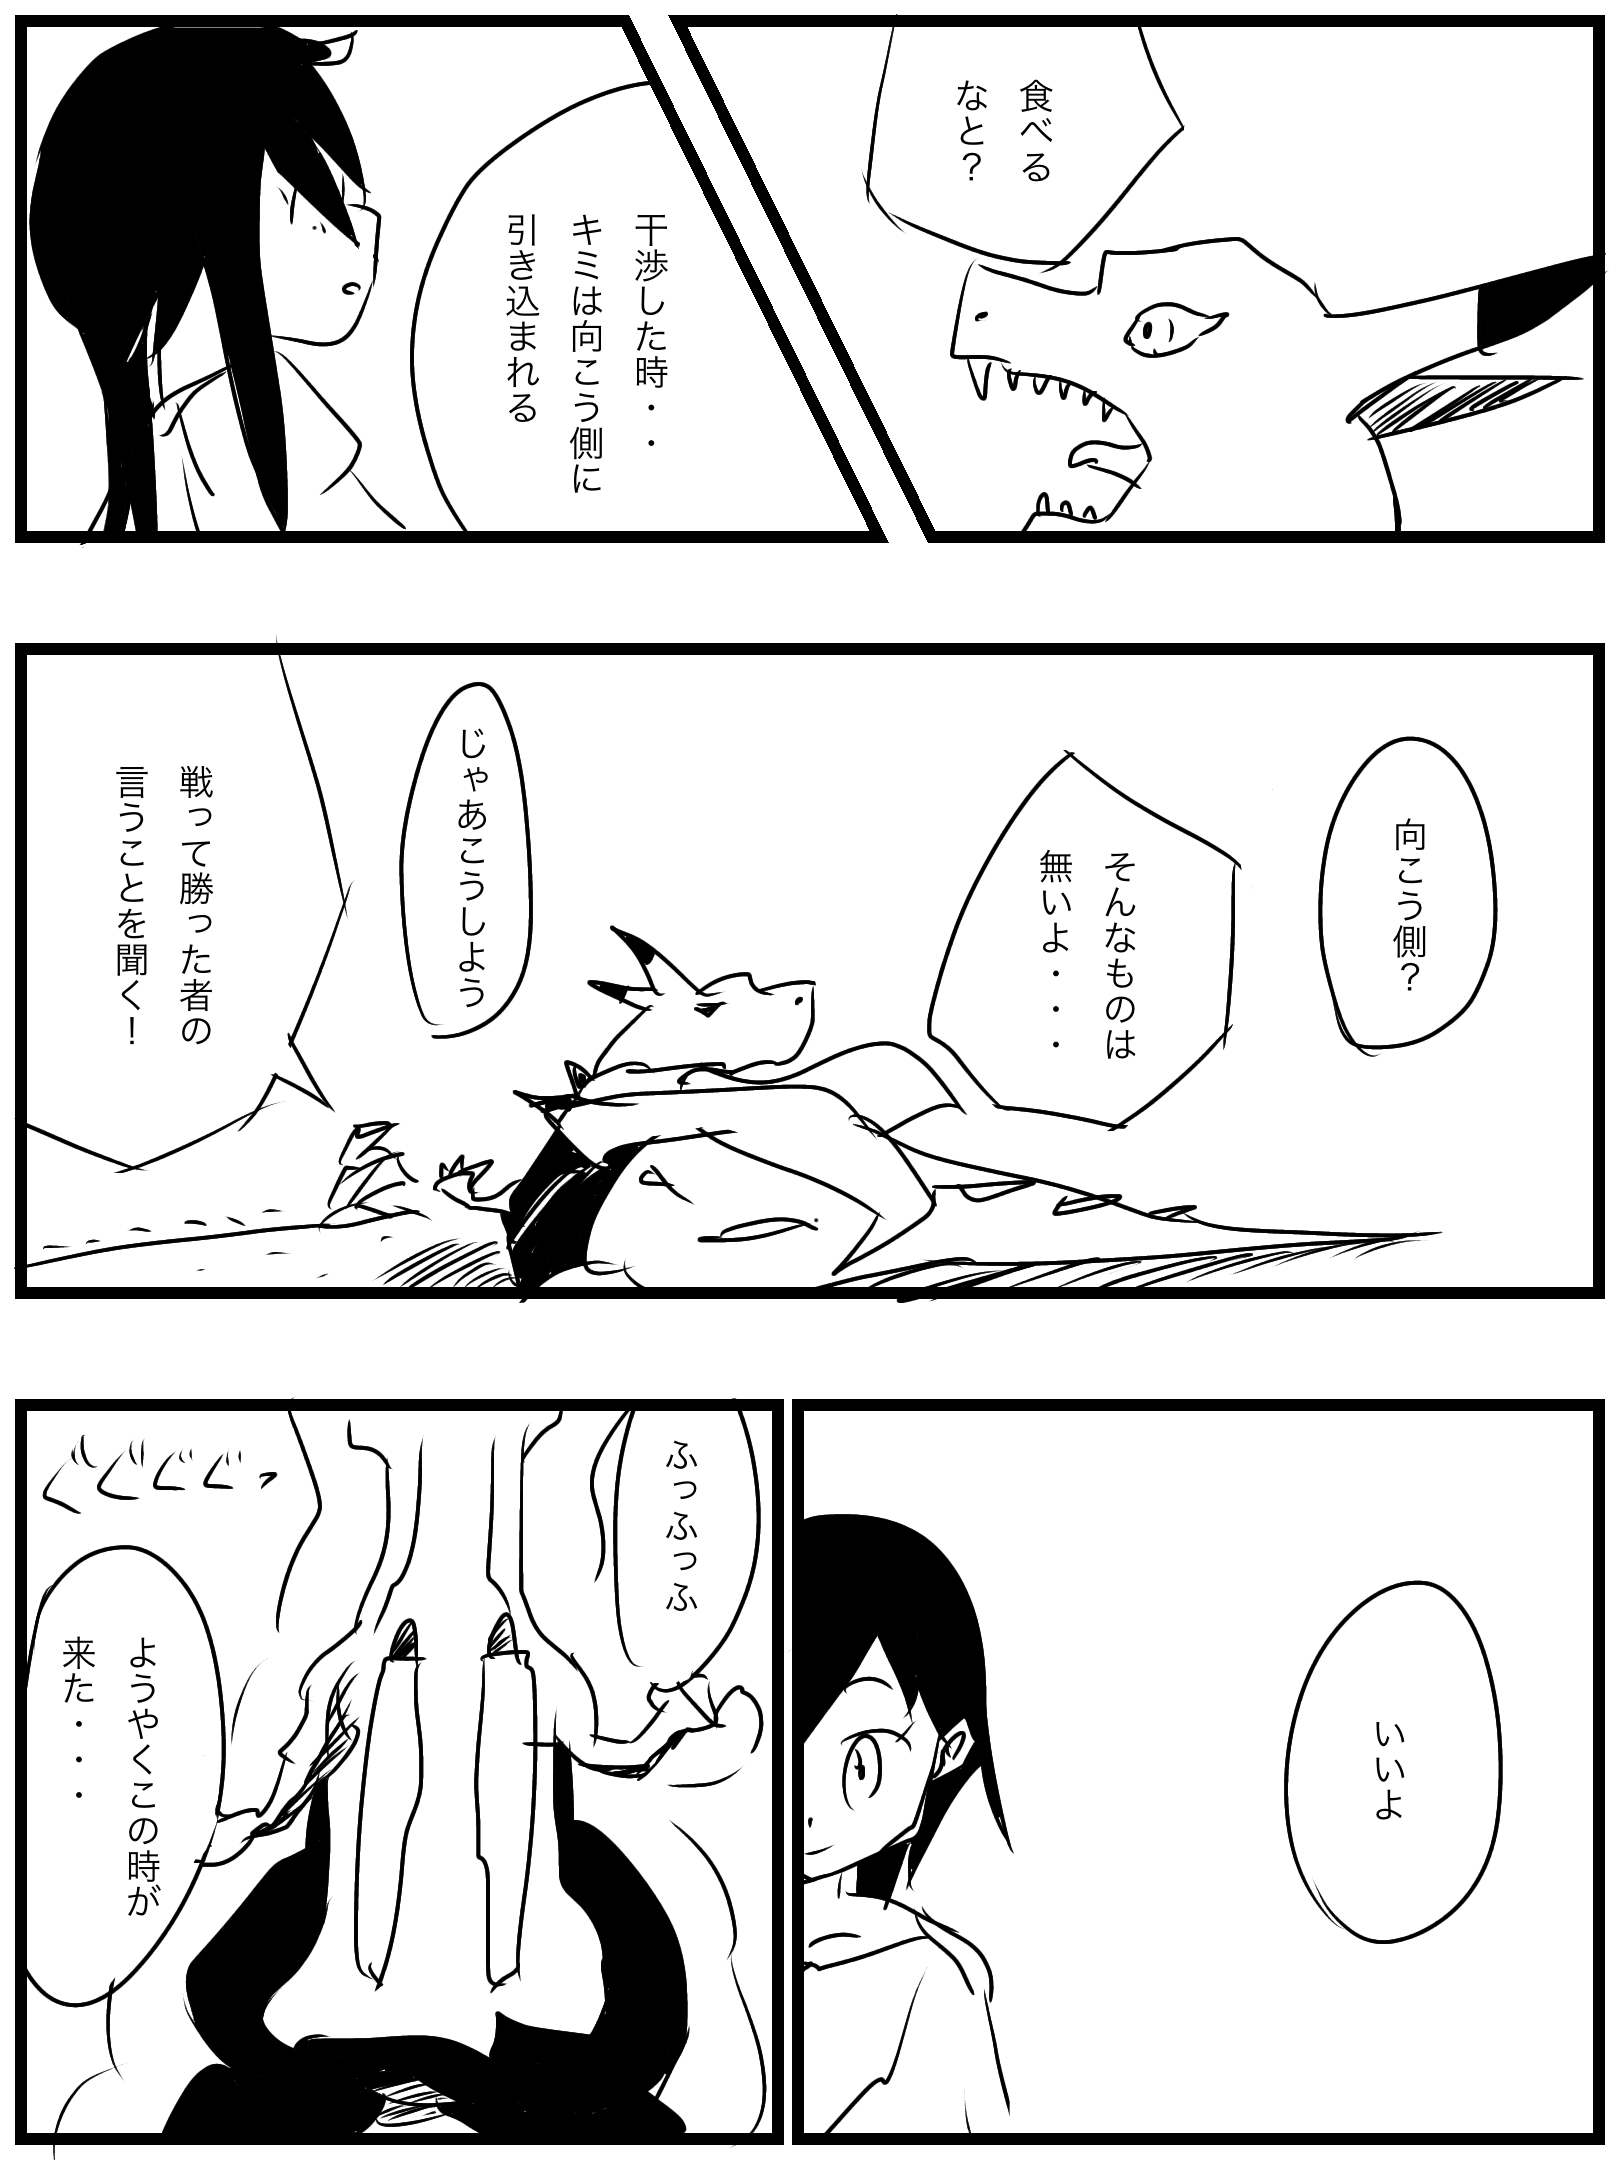 食べる
なと?
干渉した時・・
キミは向こう側に
引き込まれる
向こう側?
そんなものは
無いよ・・・
じゃあこうしよう
戦って勝った者の
言うことを聞く!
いいよ
ふっふっふ
ぐぐぐぐっ
ようやくこの時が
来た・・・